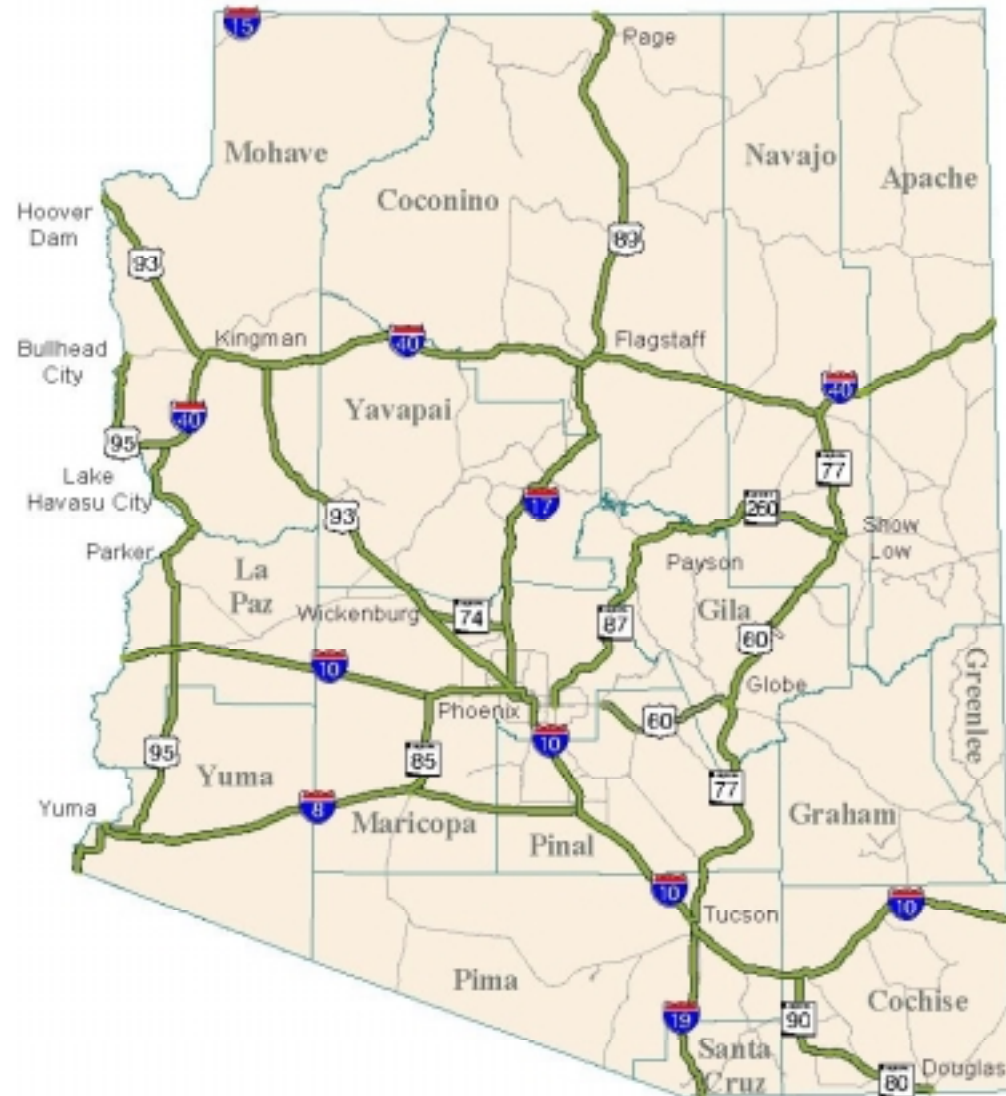 15
Page
Mohave
Navajo
Coconino
Apache
Hoover
Dam
89
93
Kingman
40
Flagstaff
Bullhead
City
40
40
Yavapai
95
77
Lake
Havasu City
17
93
260
Show
Low
Parker
Payson
La
Paz
Wickenburg
74
87
Gila
60
10
Greenlee
Globe
Phoenix
60
10
95
85
Yuma
77
Yuma
8
Maricopa
Graham
Pinal
10
10
Tucson
Pima
Cochise
19
90
Santa
Cruz
Douglas
80